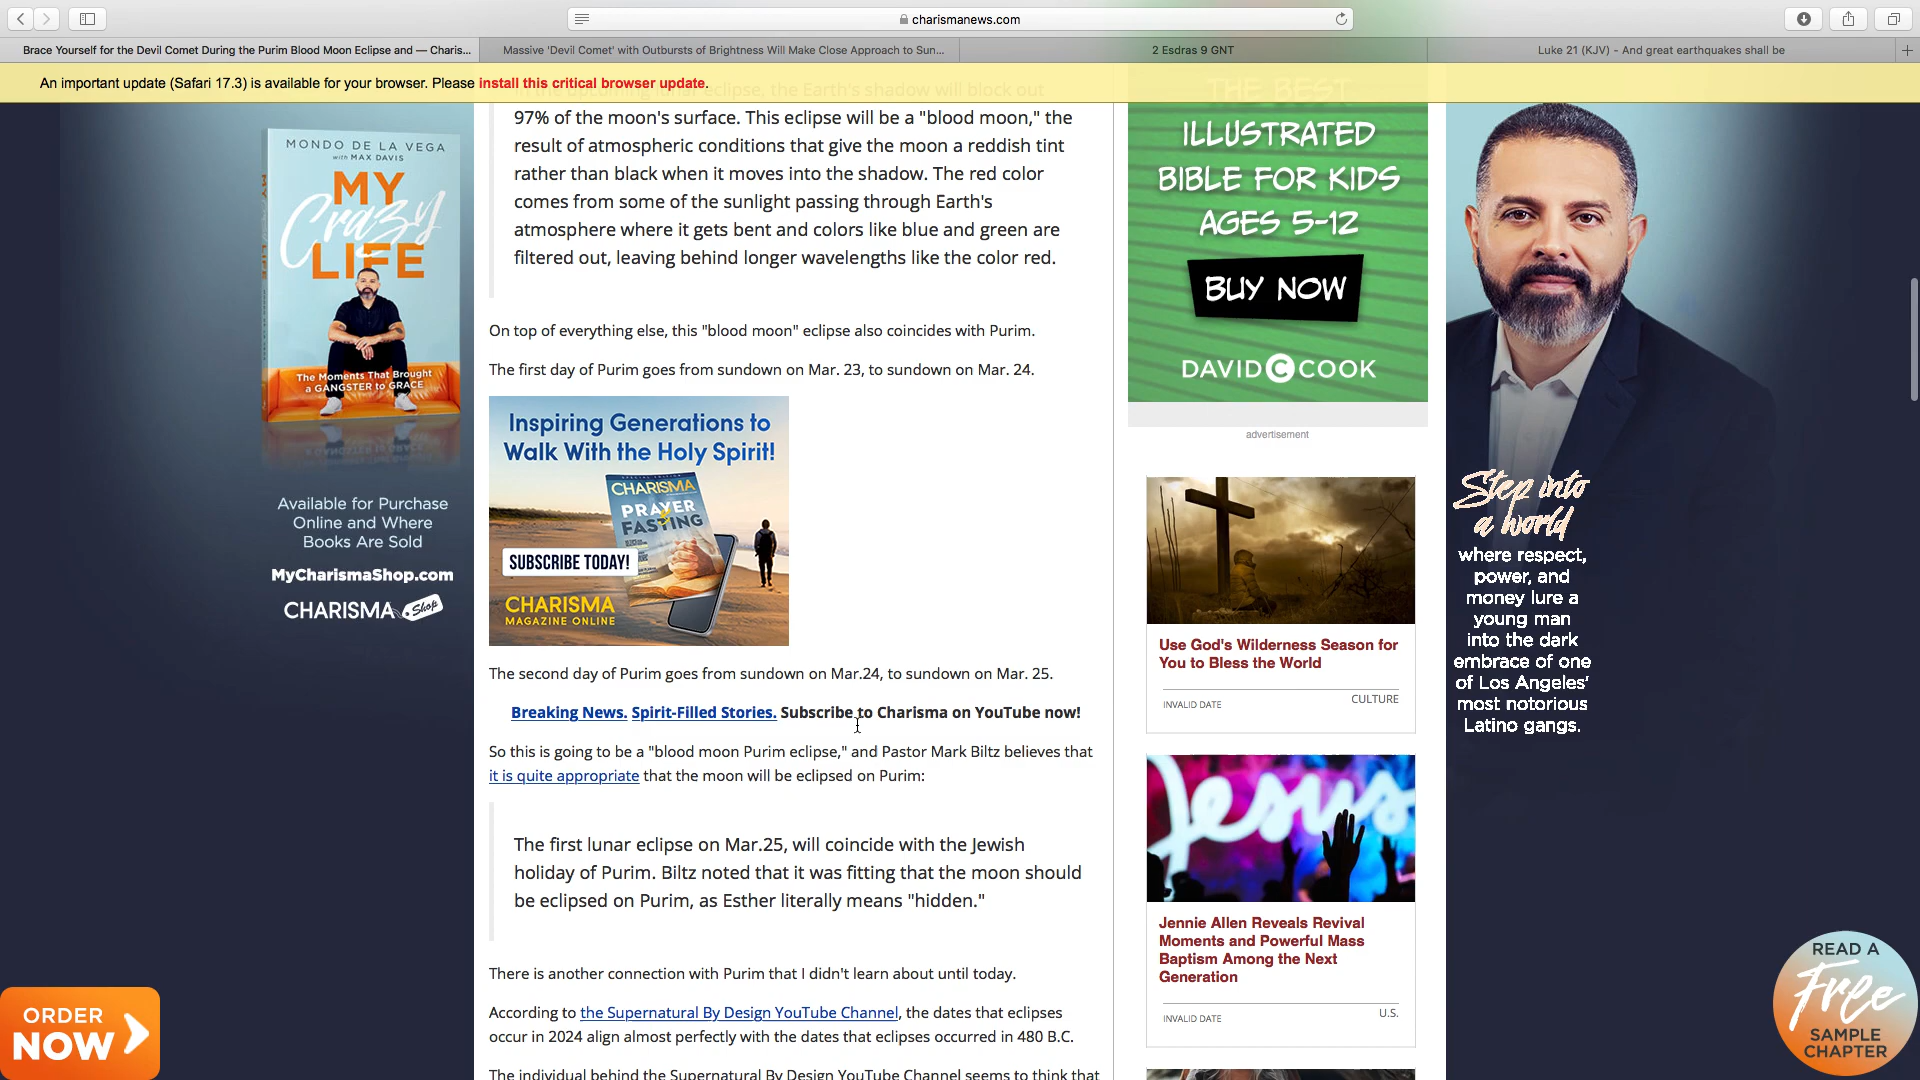 charismanews.com
Brace Yourself for the Devil Comet During the Purim Blood Moon Eclipse and — Charis...
Massive 'Devil Comet' with Outbursts of Brightness Will Make Close Approach to Sun...
2 Esdras 9 GNT
Luke 21 (KJV) - And great earthquakes shall be
An important update (Safari 17.3) is available for your browser. Please install this critical browser update.
MONDO DE LA VEGA
with MAX DAVIS
MY
Crazy
LIFE
The Moments That Brought
a GANGSTER to GRACE
Available for Purchase
Online and Where
Books Are Sold
MyCharismaShop.com
CHARISMA Shop
ORDER
NOW
eclipse, the Earth's shadow will block out
97% of the moon's surface. This eclipse will be a "blood moon," the
result of atmospheric conditions that give the moon a reddish tint
rather than black when it moves into the shadow. The red color
comes from some of the sunlight passing through Earth's
atmosphere where it gets bent and colors like blue and green are
filtered out, leaving behind longer wavelengths like the color red.
On top of everything else, this "blood moon" eclipse also coincides with Purim.
The first day of Purim goes from sundown on Mar. 23, to sundown on Mar. 24.
Inspiring Generations to
Walk With the Holy Spirit!
CHARISMA
PRAYER
FASTING
SUBSCRIBE TODAY!
CHARISMA
MAGAZINE ONLINE
The second day of Purim goes from sundown on Mar.24, to sundown on Mar. 25.
Breaking News. Spirit-Filled Stories. Subscribe to Charisma on YouTube now!
So this is going to be a "blood moon Purim eclipse," and Pastor Mark Biltz believes that
it is quite appropriate that the moon will be eclipsed on Purim:
The first lunar eclipse on Mar.25, will coincide with the Jewish
holiday of Purim. Biltz noted that it was fitting that the moon should
be eclipsed on Purim, as Esther literally means "hidden."
There is another connection with Purim that I didn't learn about until today.
According to the Supernatural By Design YouTube Channel, the dates that eclipses
occur in 2024 align almost perfectly with the dates that eclipses occurred in 480 B.C.
The individual behind the Supernatural By Design YouTube Channel seems to think that
THE BEST
ILLUSTRATED
BIBLE FOR KIDS
AGES 5-12
BUY NOW
DAVID C COOK
advertisement
Use God's Wilderness Season for
You to Bless the World
INVALID DATE CULTURE
Jesus
Jennie Allen Reveals Revival
Moments and Powerful Mass
Baptism Among the Next
Generation
INVALID DATE U.S.
Step into
a world
where respect,
power, and
money lure a
young man
into the dark
embrace of one
of Los Angeles'
most notorious
Latino gangs.
READ A
Free
SAMPLE
CHAPTER